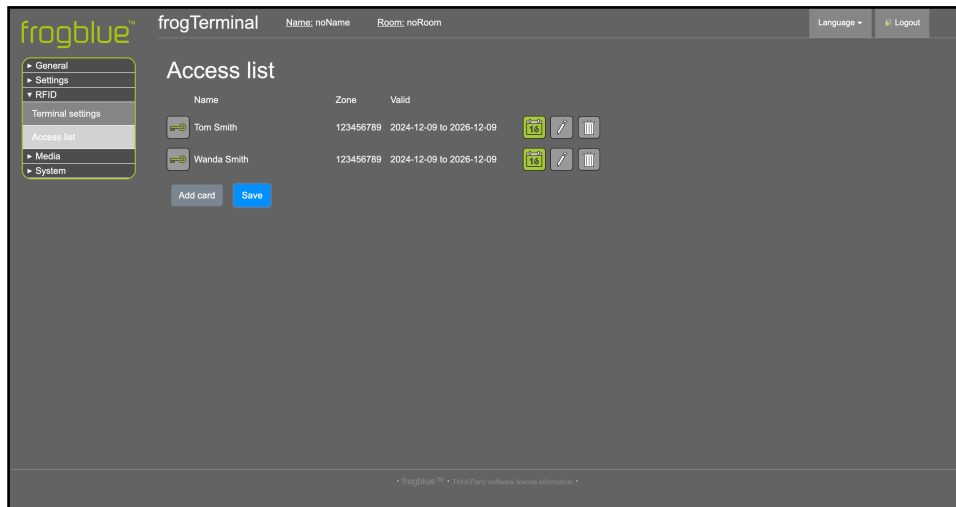 frogblue™
frogTerminal Name: noName Room: noRoom Language Logout
► General
► Settings
▼ RFID
Terminal settings
Access list
► Media
► System
Access list
Name Zone Valid
Tom Smith 123456789 2024-12-09 to 2026-12-09 16
Wanda Smith 123456789 2024-12-09 to 2026-12-09 16
Add card Save
• frogblue™ • Third-Party software license information •